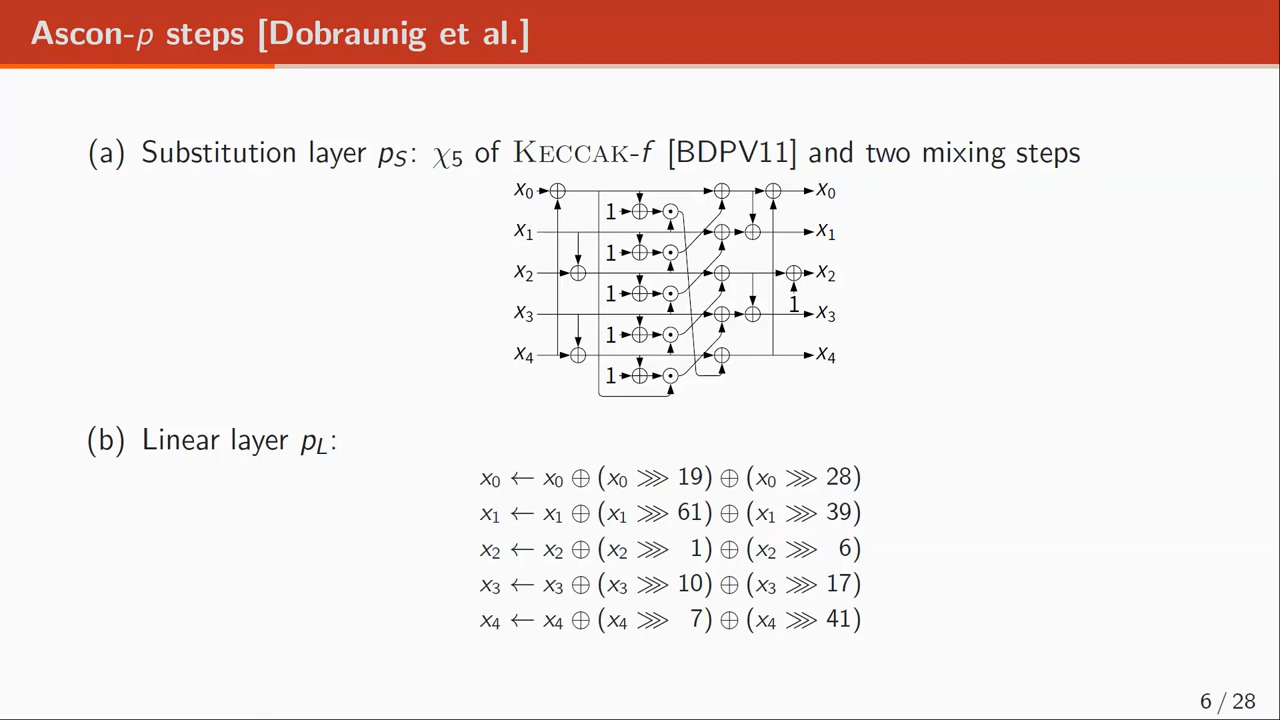 Ascon-p steps [Dobraunig et al.]
(a) Substitution layer pS: χ5 of KECCAK-f [BDPV11] and two mixing steps
x0 x0
1
x1 x1
1
x2 x2
1 1
x3 x3
1
x4 x4
1
(b) Linear layer pL:
x0 ← x0 ⊕ (x0 ⋙ 19) ⊕ (x0 ⋙ 28)
x1 ← x1 ⊕ (x1 ⋙ 61) ⊕ (x1 ⋙ 39)
x2 ← x2 ⊕ (x2 ⋙ 1) ⊕ (x2 ⋙ 6)
x3 ← x3 ⊕ (x3 ⋙ 10) ⊕ (x3 ⋙ 17)
x4 ← x4 ⊕ (x4 ⋙ 7) ⊕ (x4 ⋙ 41)
6 / 28